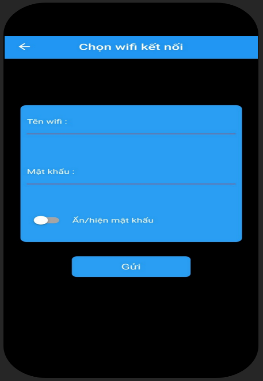 Chọn wifi kết nối
Tên wifi :
Mật khẩu :
Ẩn/hiện mật khẩu
Gửi